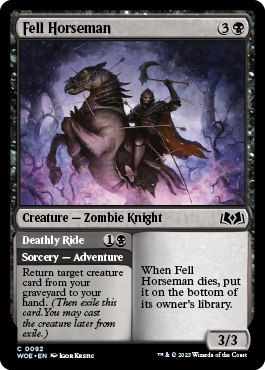 Fell Horseman 3
Creature — Zombie Knight
Deathly Ride 1
Sorcery — Adventure
Return target creature
card from your
graveyard to your
hand. (Then exile this
card.You may cast
the creature later from
exile.)
When Fell
Horseman dies, put
it on the bottom of
its owner's library.
3/3
C 0092
WOE • EN Igor Krstic
™ & © 2023 Wizards of the Coast